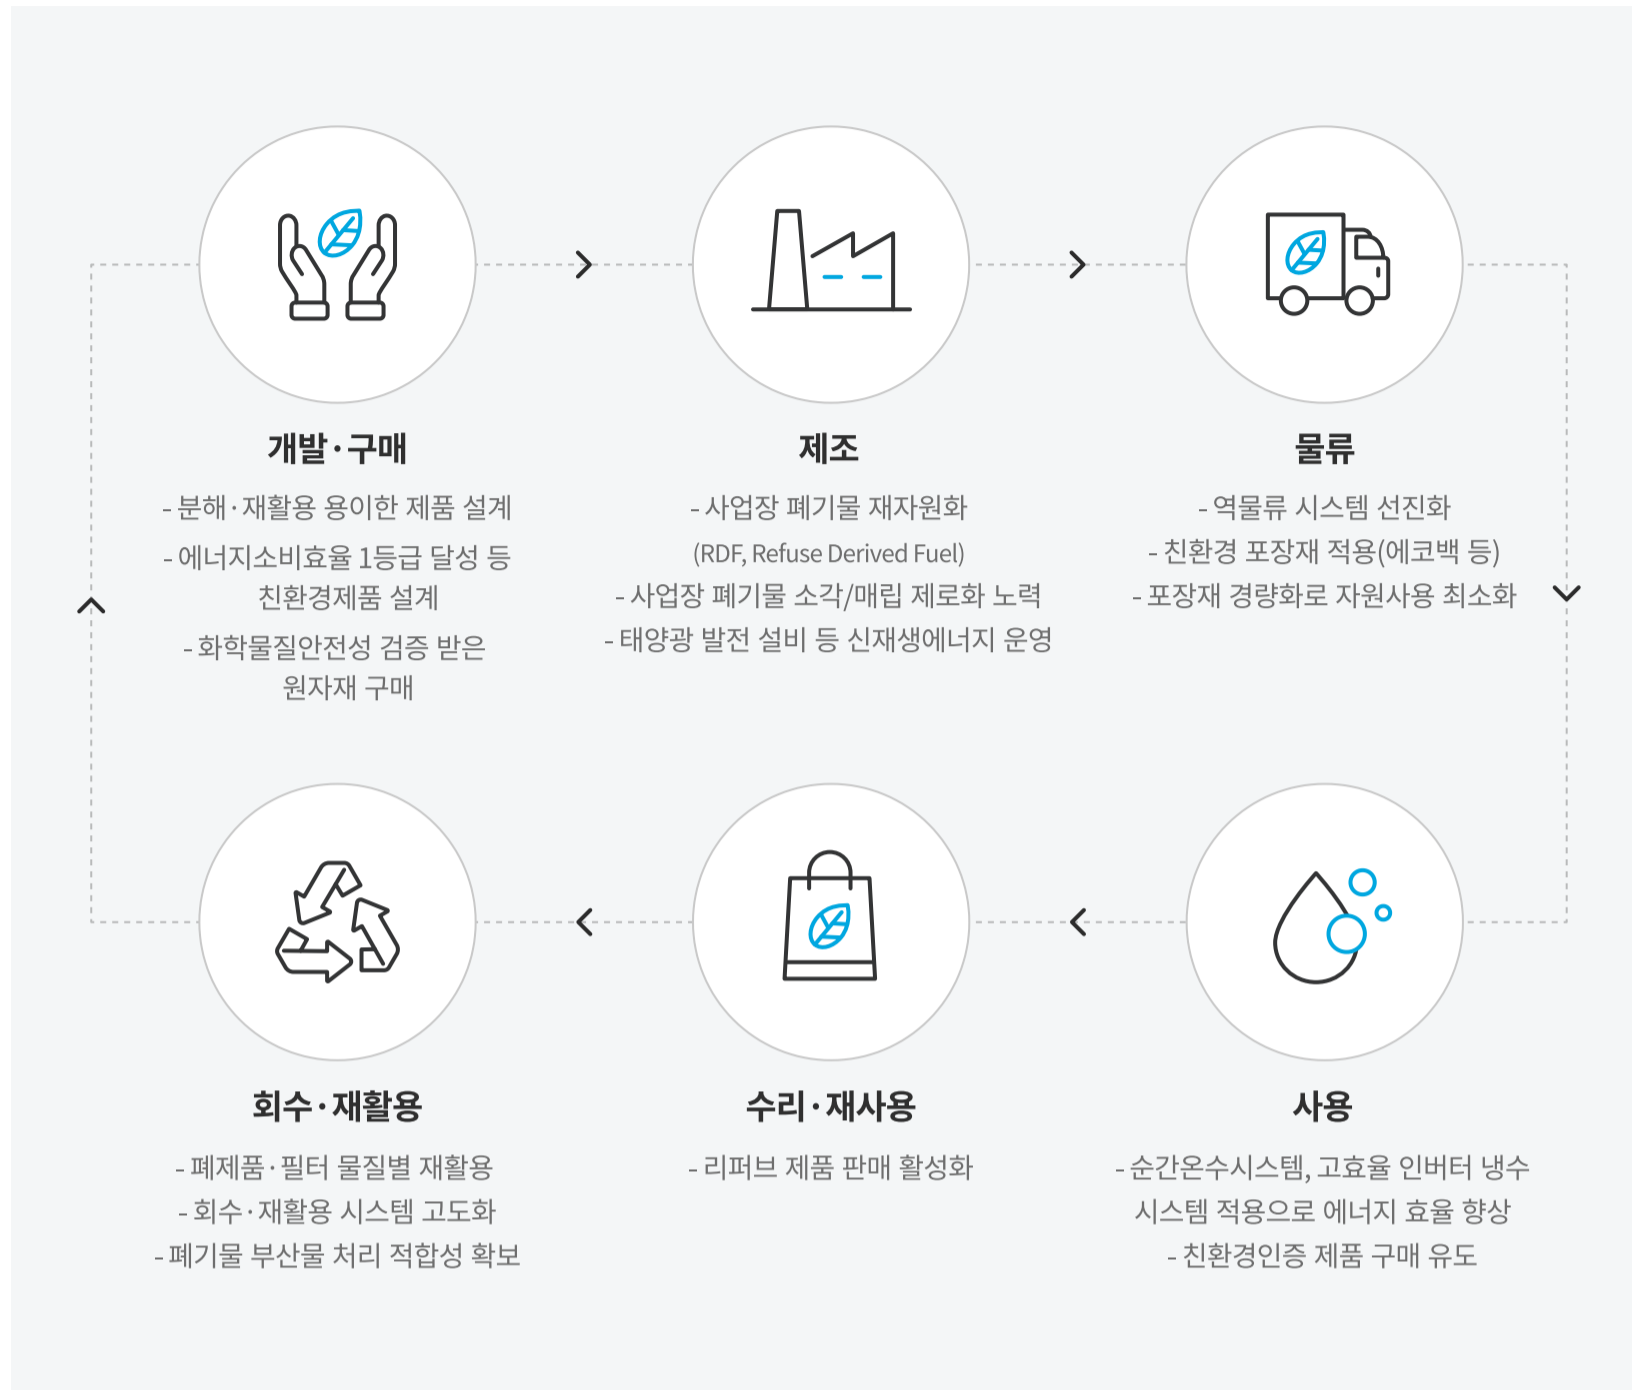 개발·구매
- 분해·재활용 용이한 제품 설계
- 에너지소비효율 1등급 달성 등
친환경제품 설계
- 화학물질안전성 검증 받은
원자재 구매
제조
- 사업장 폐기물 재자원화
(RDF, Refuse Derived Fuel)
- 사업장 폐기물 소각/매립 제로화 노력
- 태양광 발전 설비 등 신재생에너지 운영
물류
- 역물류 시스템 선진화
- 친환경 포장재 적용(에코백 등)
- 포장재 경량화로 자원사용 최소화
회수·재활용
- 폐제품·필터 물질별 재활용
- 회수·재활용 시스템 고도화
- 폐기물 부산물 처리 적합성 확보
수리·재사용
- 리퍼브 제품 판매 활성화
사용
- 순간온수시스템, 고효율 인버터 냉수
시스템 적용으로 에너지 효율 향상
- 친환경인증 제품 구매 유도